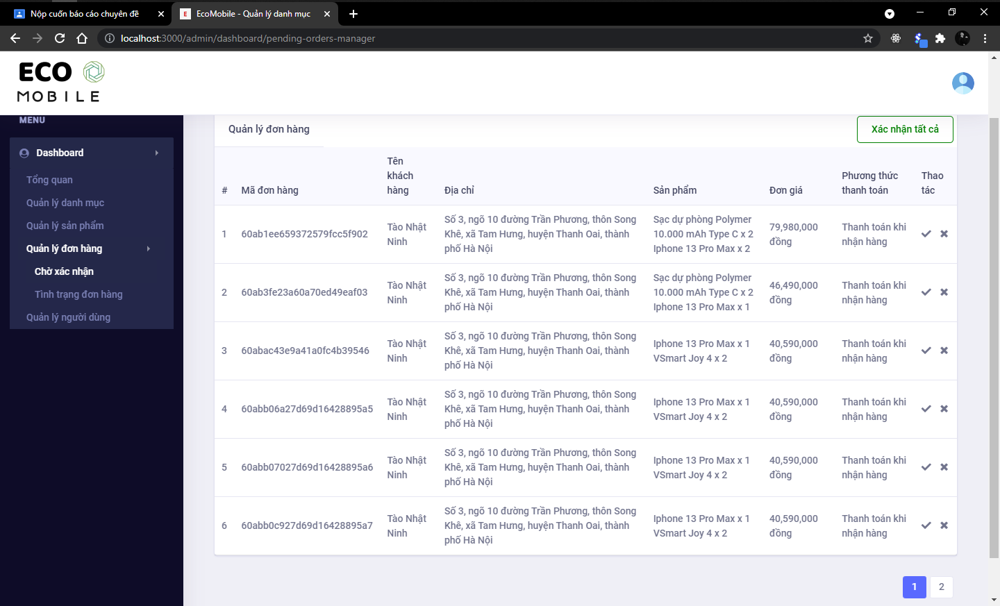 Nộp cuốn báo cáo chuyên đề
E
EcoMobile - Quản lý danh mục
localhost:3000/admin/dashboard/pending-orders-manager
ECO
MOBILE
MENU
Dashboard
Tổng quan
Quản lý danh mục
Quản lý sản phẩm
Quản lý đơn hàng
Chờ xác nhận
Tình trạng đơn hàng
Quản lý người dùng
Quản lý đơn hàng
Xác nhận tất cả
# Mã đơn hàng Tên khách hàng Địa chỉ Sản phẩm Đơn giá Phương thức thanh toán Thao tác
1 60ab1ee659372579fcc5f902 Tào Nhật Ninh Số 3, ngõ 10 đường Trần Phương, thôn Song Khê, xã Tam Hưng, huyện Thanh Oai, thành phố Hà Nội Sạc dự phòng Polymer 10.000 mAh Type C x 2 Iphone 13 Pro Max x 2 79,980,000 đồng Thanh toán khi nhận hàng
2 60ab3fe23a60a70ed49eaf03 Tào Nhật Ninh Số 3, ngõ 10 đường Trần Phương, thôn Song Khê, xã Tam Hưng, huyện Thanh Oai, thành phố Hà Nội Sạc dự phòng Polymer 10.000 mAh Type C x 2 Iphone 13 Pro Max x 1 46,490,000 đồng Thanh toán khi nhận hàng
3 60abac43e9a41a0fc4b39546 Tào Nhật Ninh Số 3, ngõ 10 đường Trần Phương, thôn Song Khê, xã Tam Hưng, huyện Thanh Oai, thành phố Hà Nội Iphone 13 Pro Max x 1 VSmart Joy 4 x 2 40,590,000 đồng Thanh toán khi nhận hàng
4 60abb06a27d69d16428895a5 Tào Nhật Ninh Số 3, ngõ 10 đường Trần Phương, thôn Song Khê, xã Tam Hưng, huyện Thanh Oai, thành phố Hà Nội Iphone 13 Pro Max x 1 VSmart Joy 4 x 2 40,590,000 đồng Thanh toán khi nhận hàng
5 60abb07027d69d16428895a6 Tào Nhật Ninh Số 3, ngõ 10 đường Trần Phương, thôn Song Khê, xã Tam Hưng, huyện Thanh Oai, thành phố Hà Nội Iphone 13 Pro Max x 1 VSmart Joy 4 x 2 40,590,000 đồng Thanh toán khi nhận hàng
6 60abb0c927d69d16428895a7 Tào Nhật Ninh Số 3, ngõ 10 đường Trần Phương, thôn Song Khê, xã Tam Hưng, huyện Thanh Oai, thành phố Hà Nội Iphone 13 Pro Max x 1 VSmart Joy 4 x 2 40,590,000 đồng Thanh toán khi nhận hàng
1 2